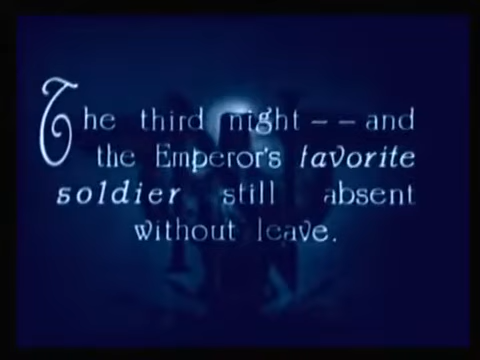 The third night -- and
the Emperor's favorite
soldier still absent
without leave.